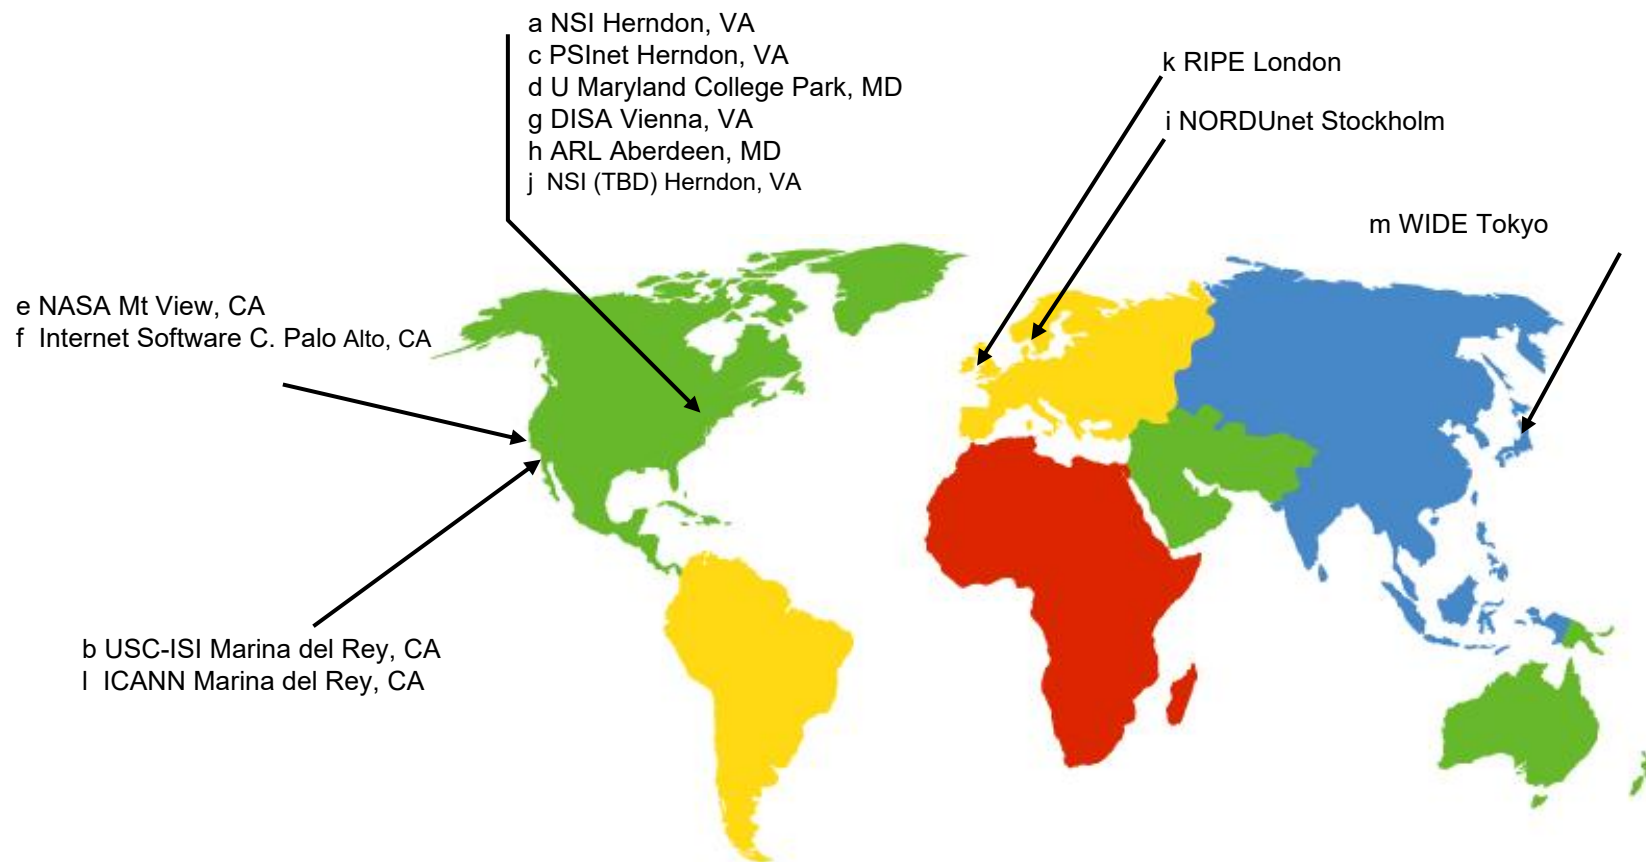 a NSI Herndon, VA
c PSInet Herndon, VA
d U Maryland College Park, MD
g DISA Vienna, VA
h ARL Aberdeen, MD
j NSI (TBD) Herndon, VA
k RIPE London
i NORDUnet Stockholm
m WIDE Tokyo
e NASA Mt View, CA
f Internet Software C. Palo Alto, CA
b USC-ISI Marina del Rey, CA
l ICANN Marina del Rey, CA